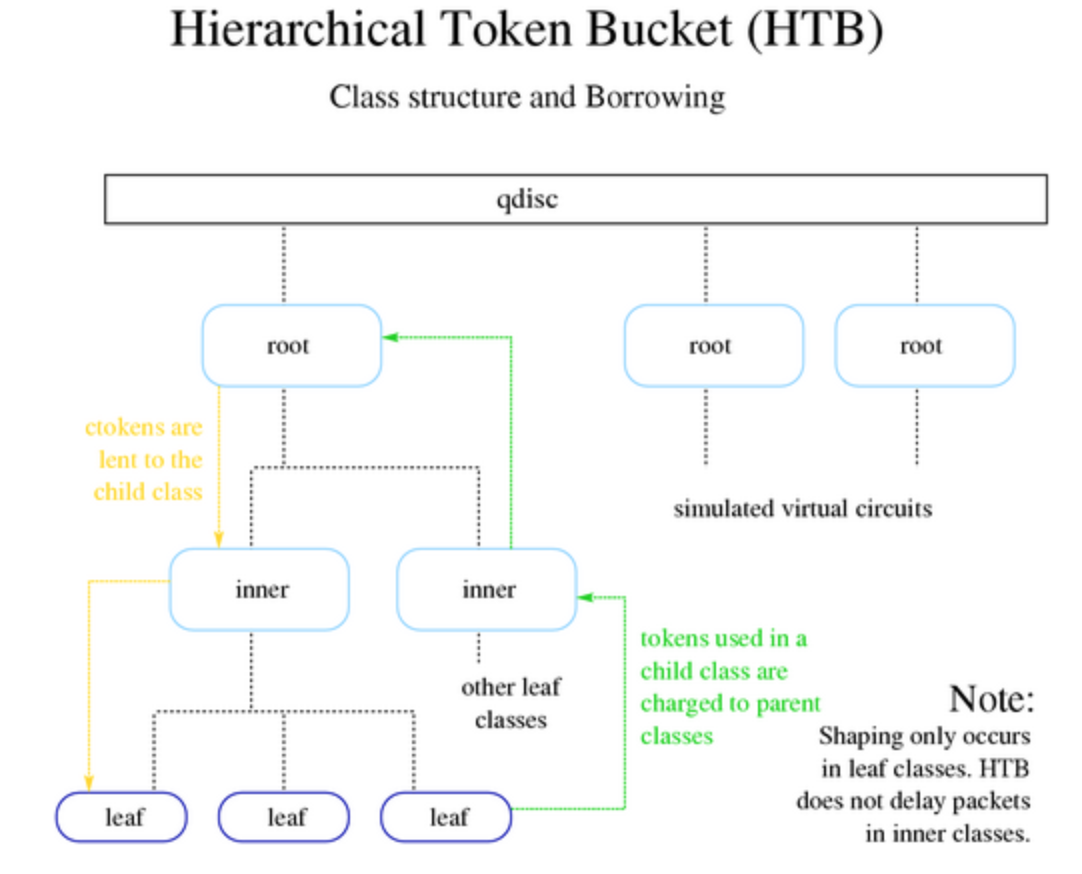 Hierarchical Token Bucket (HTB)
Class structure and Borrowing
qdisc
root
root
root
ctokens are
lent to the
child class
simulated virtual circuits
inner
inner
tokens used in a
child class are
charged to parent
classes
other leaf
classes
Note:
Shaping only occurs
in leaf classes. HTB
does not delay packets
in inner classes.
leaf
leaf
leaf